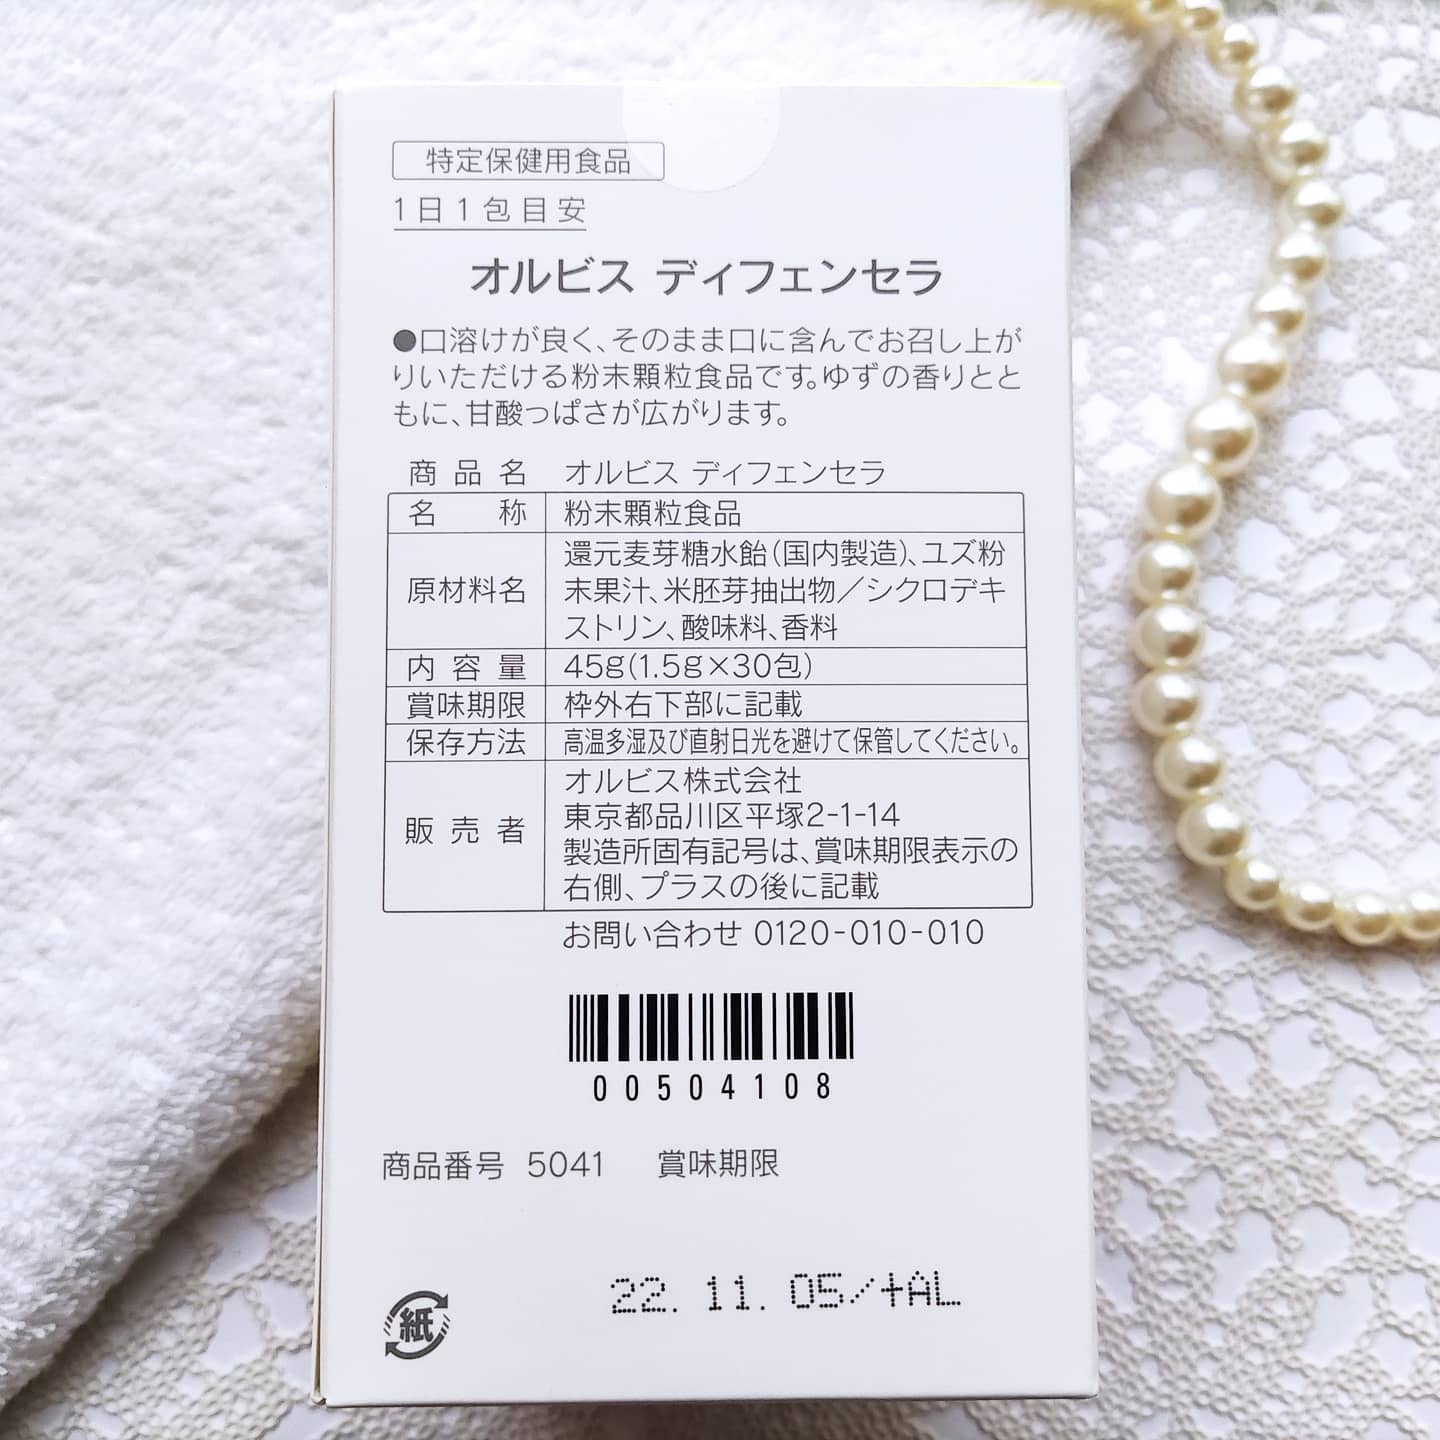 特定保健用食品
1日1包目安
オルビス ディフェンセラ
●口溶けが良く、そのまま口に含んでお召し上が
りいただける粉末顆粒食品です。ゆずの香りとと
もに、甘酸っぱさが広がります。
商品名 オルビス ディフェンセラ
名称 粉末顆粒食品
原材料名 還元麦芽糖水飴(国内製造)、ユズ粉
末果汁、米胚芽抽出物/シクロデキ
ストリン、酸味料、香料
内容量 45g(1.5g×30包)
賞味期限 枠外右下部に記載
保存方法 高温多湿及び直射日光を避けて保管してください。
販売者 オルビス株式会社
東京都品川区平塚2-1-14
製造所固有記号は、賞味期限表示の
右側、プラスの後に記載
お問い合わせ 0120-010-010
00504108
商品番号 5041 賞味期限
22.11.05/+AL
紙